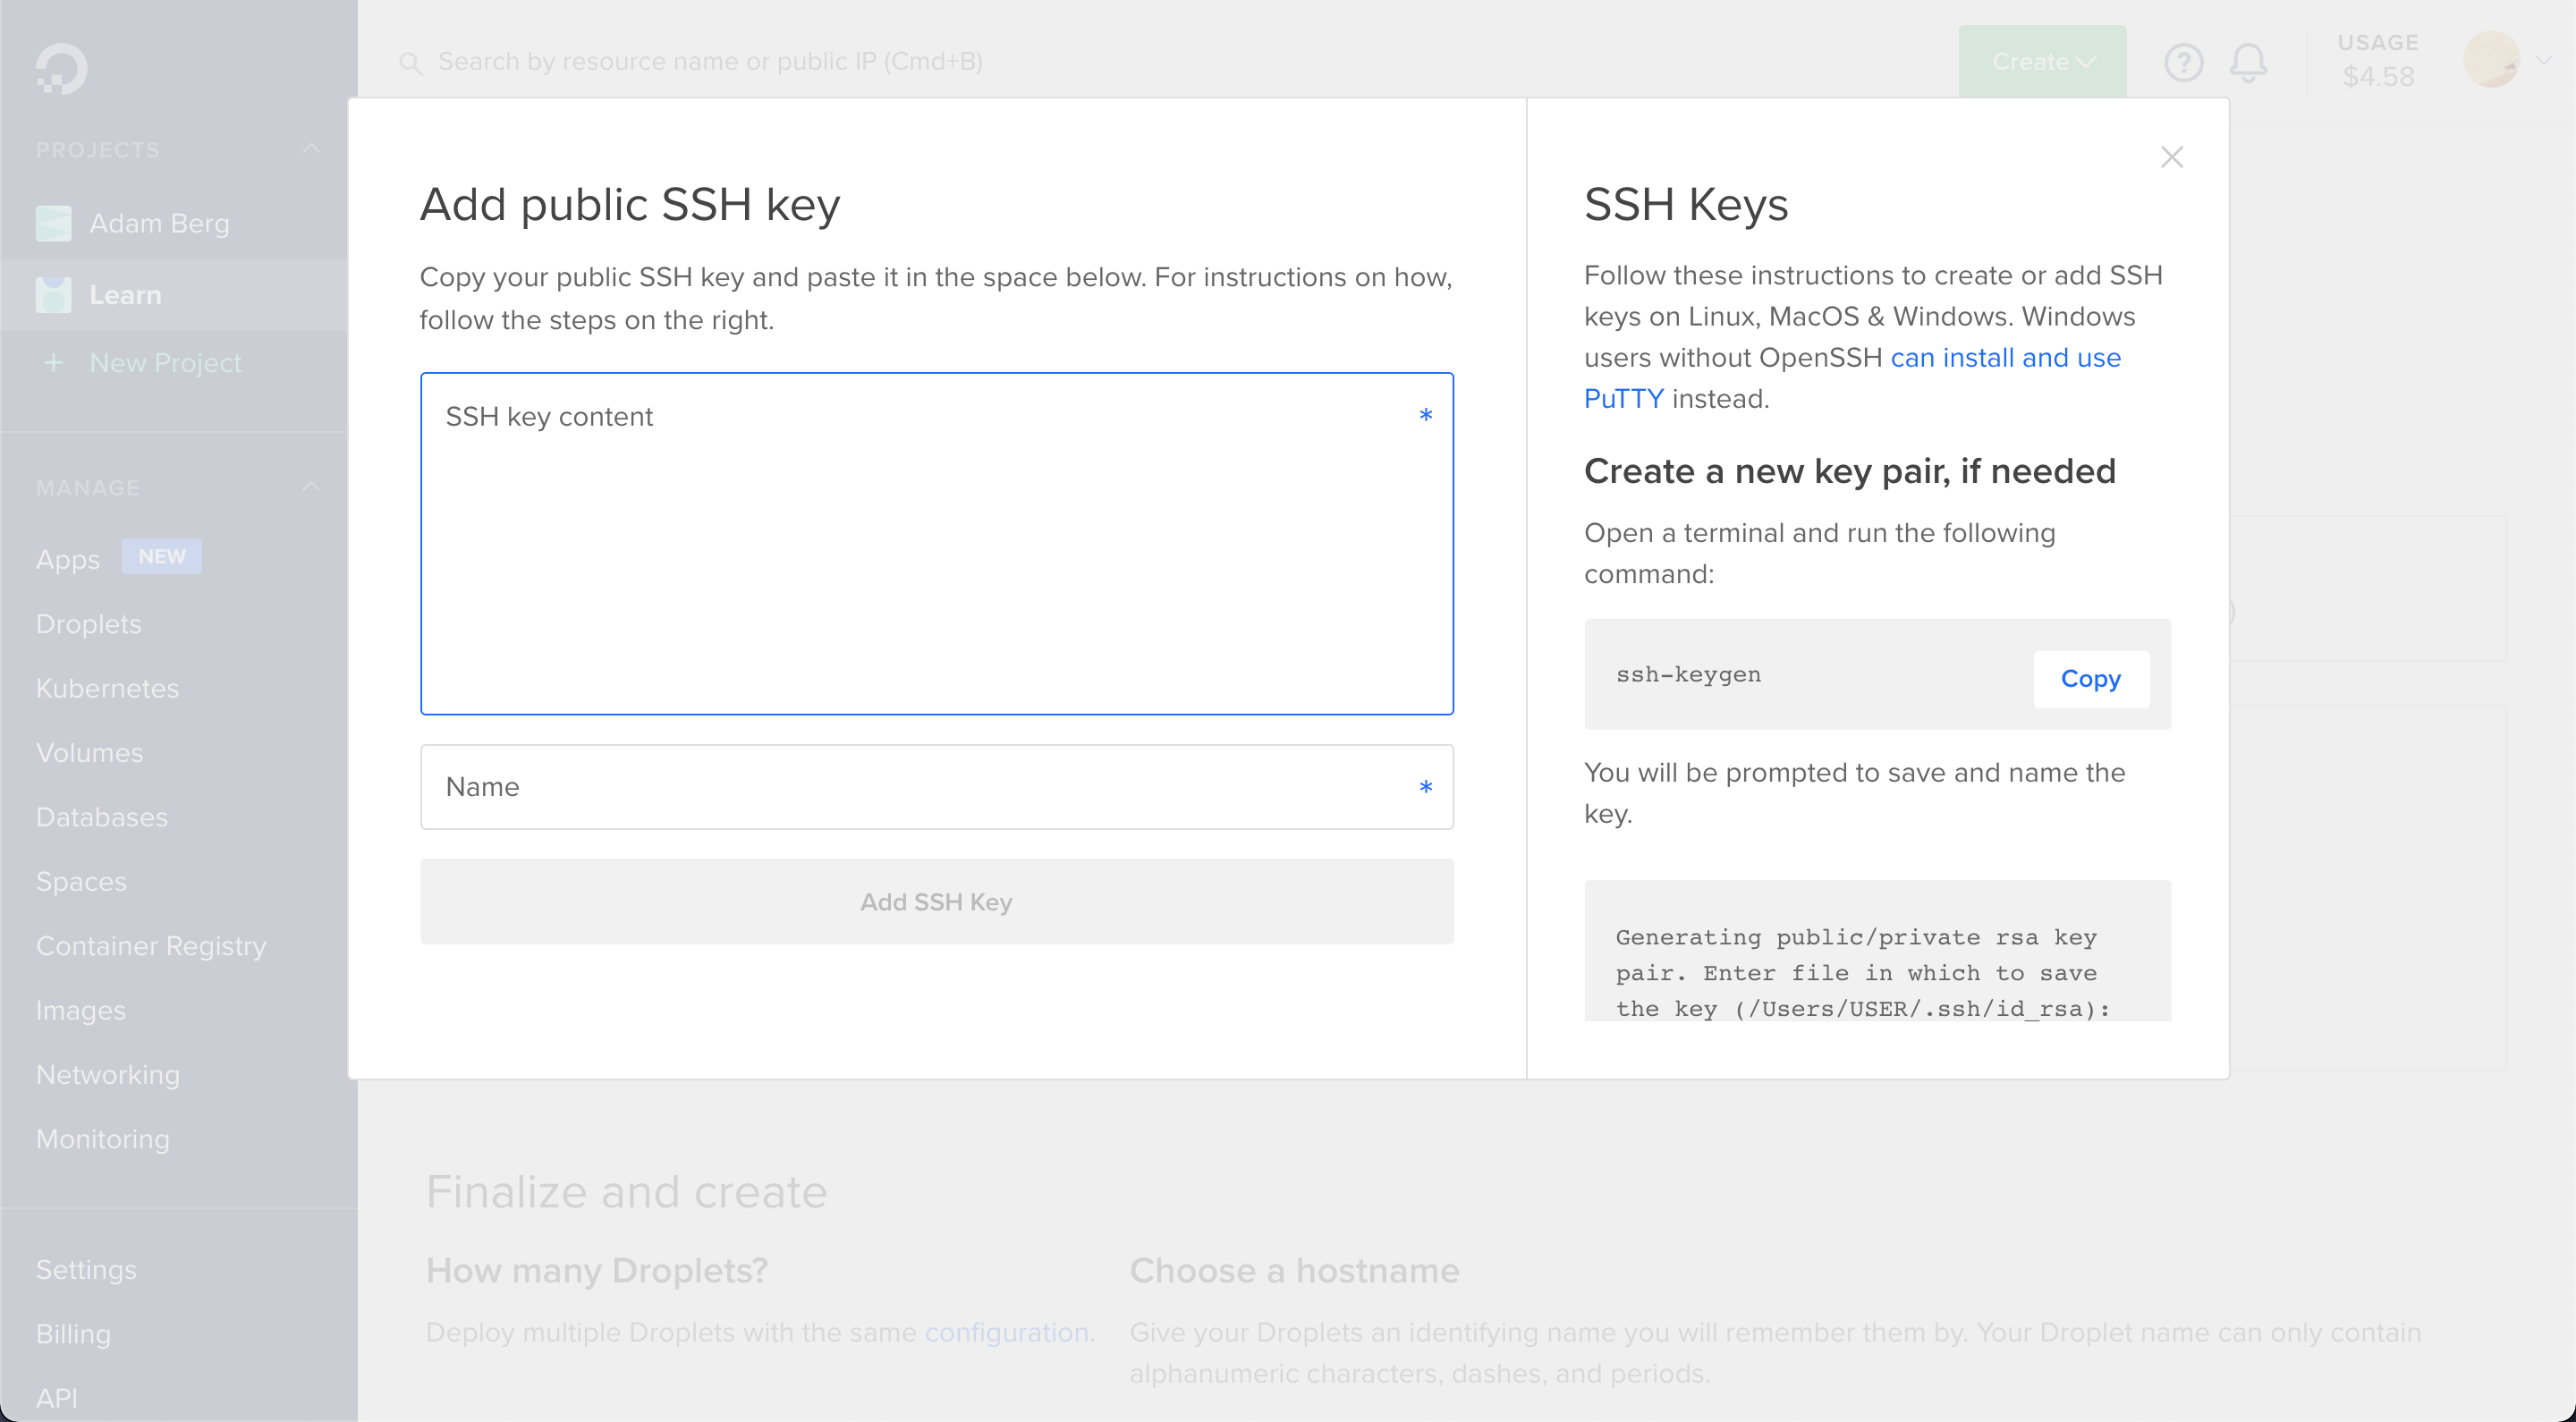 Search by resource name or public IP (Cmd+B)
Create
?
USAGE
$4.58
PROJECTS
Adam Berg
Learn
+ New Project
MANAGE
Apps NEW
Droplets
Kubernetes
Volumes
Databases
Spaces
Container Registry
Images
Networking
Monitoring
Settings
Billing
API
Add public SSH key
Copy your public SSH key and paste it in the space below. For instructions on how,
follow the steps on the right.
SSH key content *
Name *
Add SSH Key
SSH Keys
Follow these instructions to create or add SSH
keys on Linux, MacOS & Windows. Windows
users without OpenSSH can install and use
PuTTY instead.
Create a new key pair, if needed
Open a terminal and run the following
command:
ssh-keygen
Copy
You will be prompted to save and name the
key.
Generating public/private rsa key
pair. Enter file in which to save
the key (/Users/USER/.ssh/id_rsa):
Finalize and create
How many Droplets?
Deploy multiple Droplets with the same configuration.
Choose a hostname
Give your Droplets an identifying name you will remember them by. Your Droplet name can only contain
alphanumeric characters, dashes, and periods.